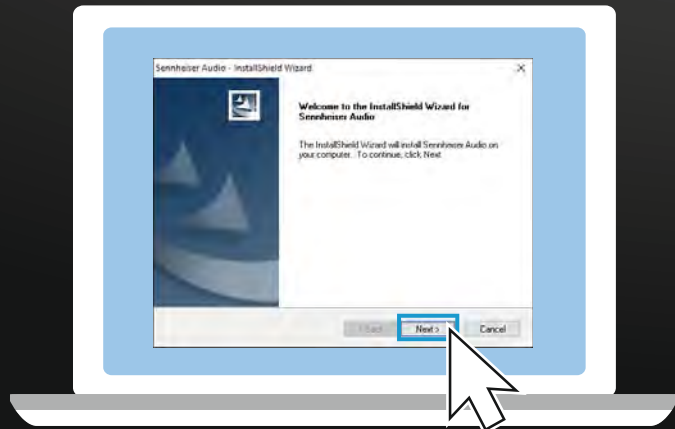 Sennheiser Audio - InstallShield Wizard
Welcome to the InstallShield Wizard for
Sennheiser Audio
The InstallShield Wizard will install Sennheiser Audio on
your computer. To continue, click Next
< Back Next > Cancel